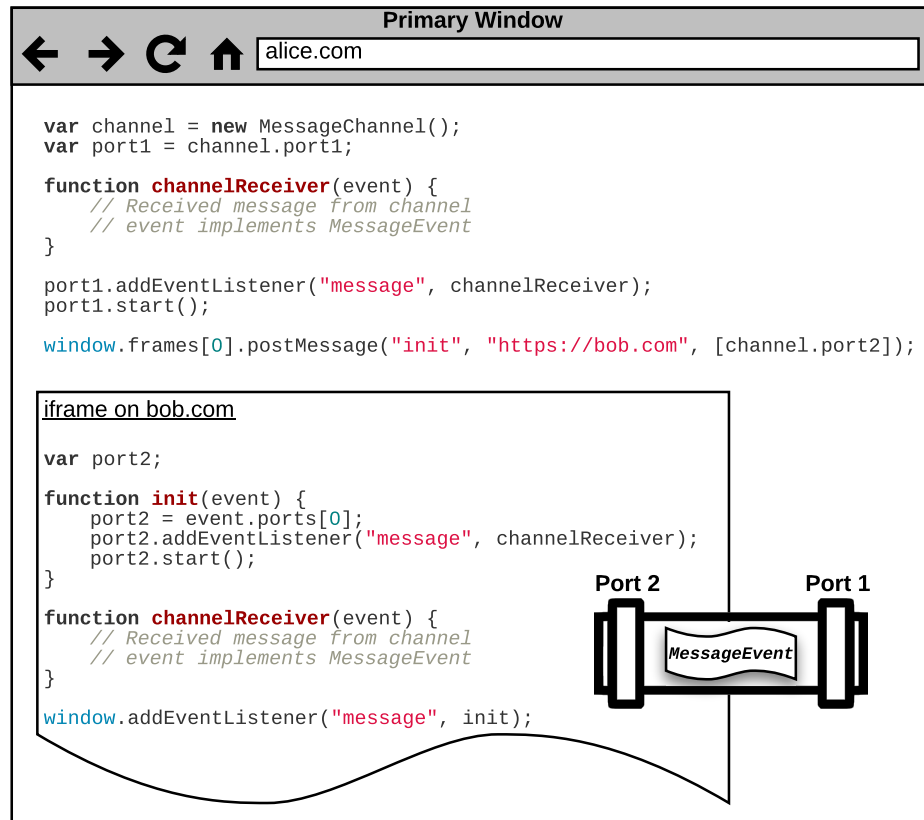 Primary Window
alice.com
var channel = new MessageChannel();
var port1 = channel.port1;
function channelReceiver(event) {
// Received message from channel
// event implements MessageEvent
}
port1.addEventListener("message", channelReceiver);
port1.start();
window.frames[0].postMessage("init", "https://bob.com", [channel.port2]);
iframe on bob.com
var port2;
function init(event) {
port2 = event.ports[0];
port2.addEventListener("message", channelReceiver);
port2.start();
}
function channelReceiver(event) {
// Received message from channel
// event implements MessageEvent
}
window.addEventListener("message", init);
Port 2
Port 1
MessageEvent